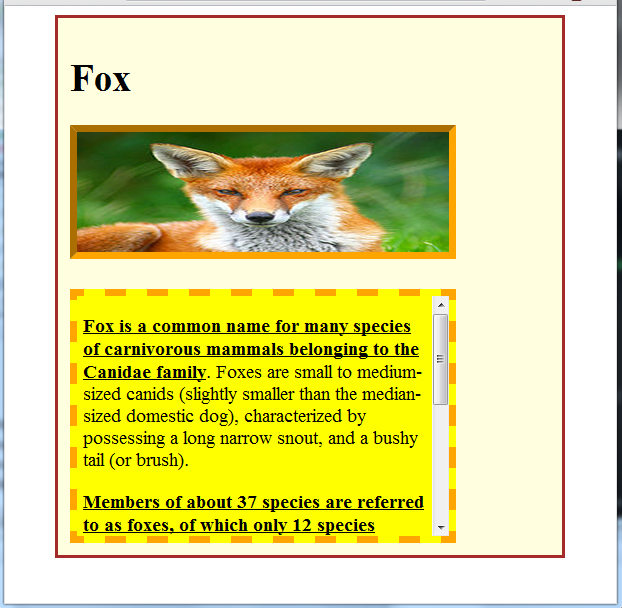 Fox
Fox is a common name for many species
of carnivorous mammals belonging to the
Canidae family. Foxes are small to medium-
sized canids (slightly smaller than the median-
sized domestic dog), characterized by
possessing a long narrow snout, and a bushy
tail (or brush).
Members of about 37 species are referred
to as foxes, of which only 12 species